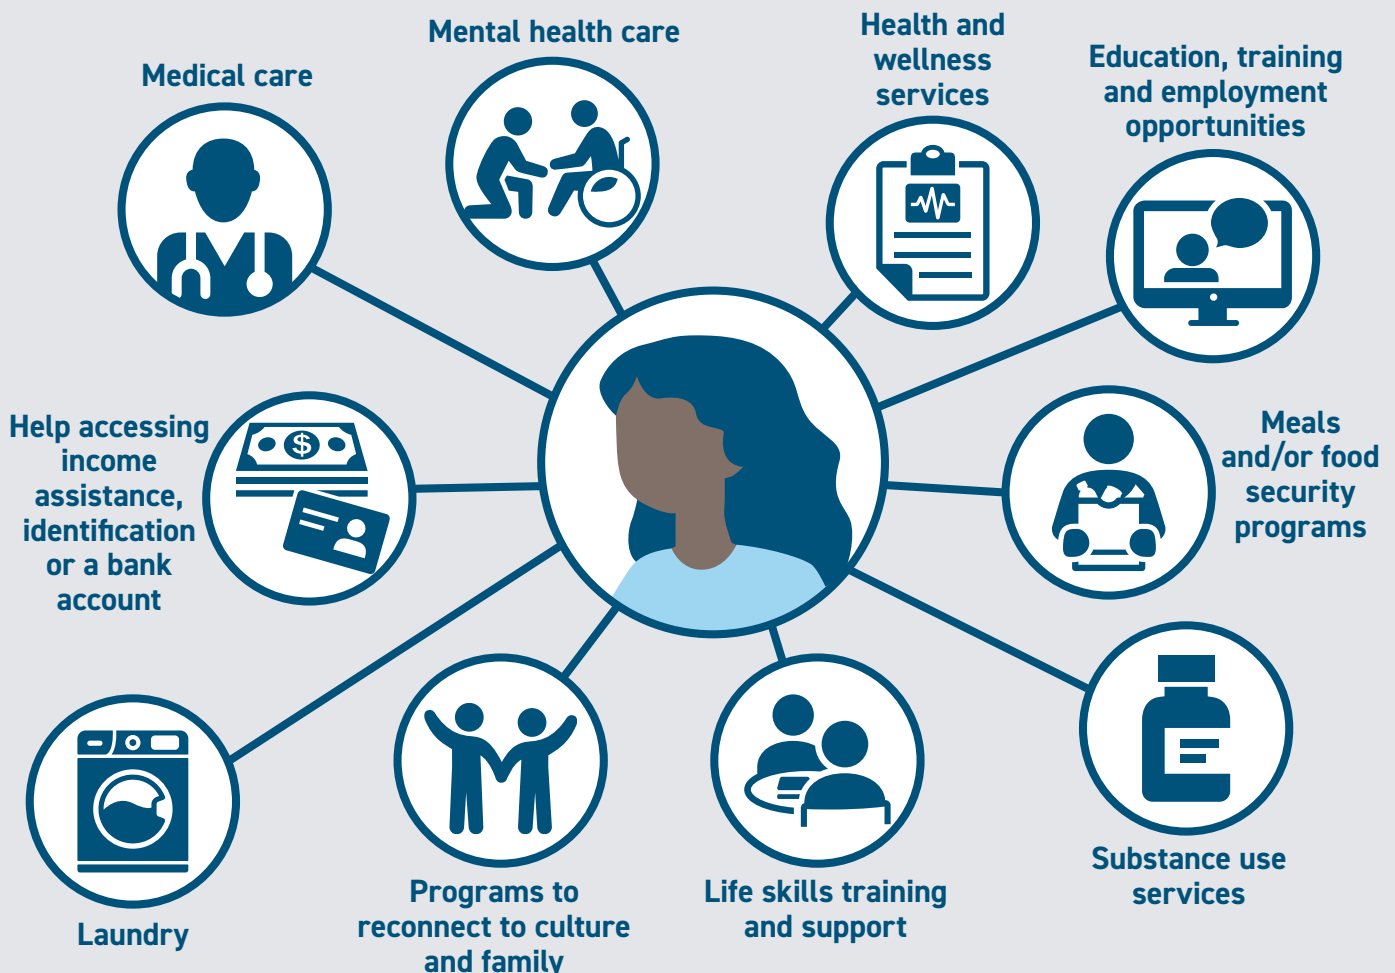 Medical care
Mental health care
Health and
wellness
services
Education, training
and employment
opportunities
Help accessing
income
assistance,
identification
or a bank
account
$
Meals
and/or food
security
programs
Laundry
Programs to
reconnect to culture
and family
Life skills training
and support
Substance use
services